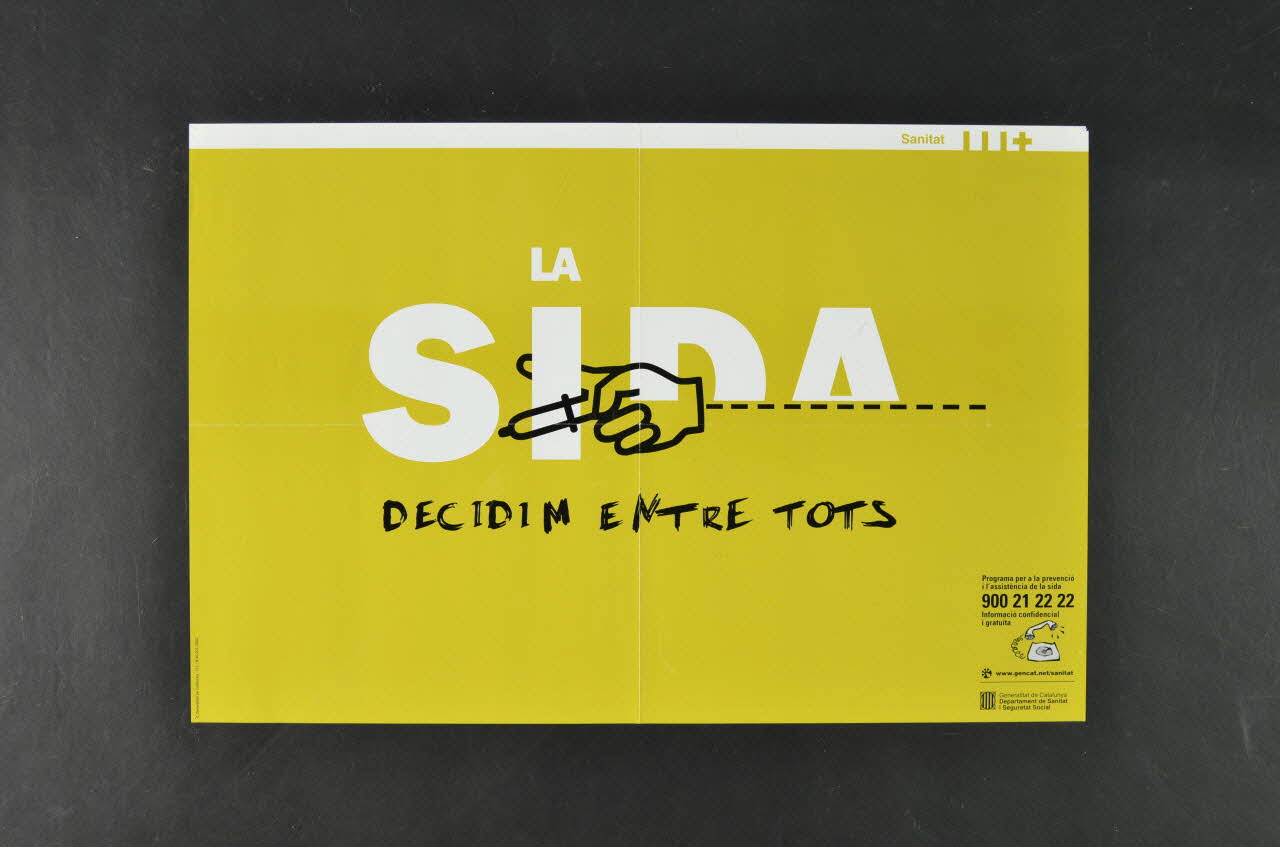 Sanitat
LA
SiDA
DECIDIM ENTRE TOTS
Programa per a la prevenció
i l'assistència de la sida
900 21 22 22
Informació confidencial
i gratuïta
www.gencat.net/sanitat
Generalitat de Catalunya
Departament de Sanitat
i Seguretat Social